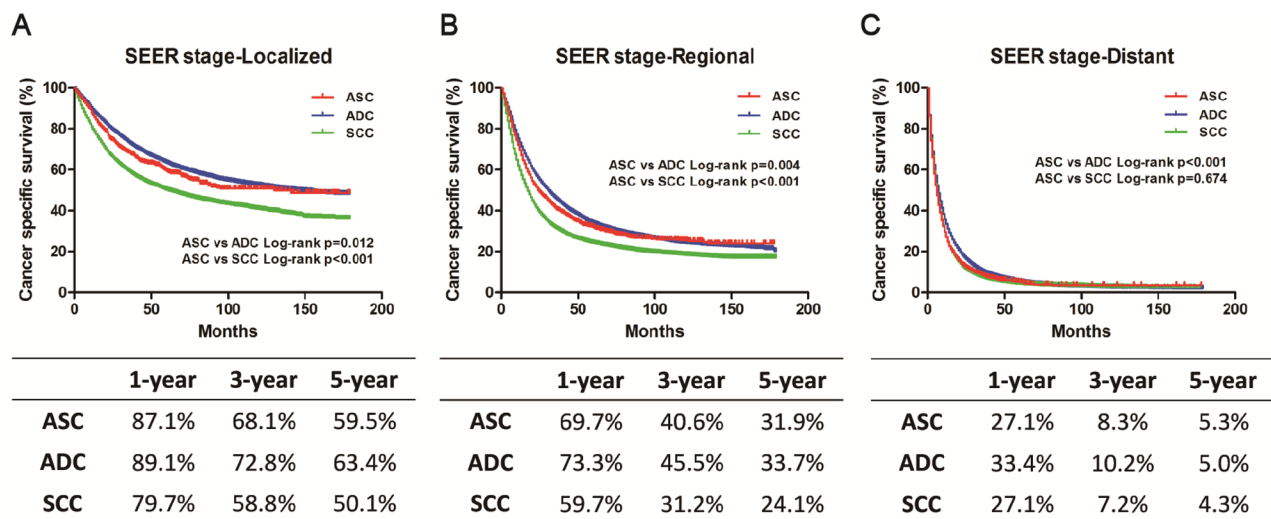 A
SEER stage-Localized
Cancer specific survival (%)
100
80
60
40
20
0
0 50 100 150 200
Months
ASC
ADC
SCC
ASC vs ADC Log-rank p=0.012
ASC vs SCC Log-rank p<0.001
1-year 3-year 5-year
ASC 87.1% 68.1% 59.5%
ADC 89.1% 72.8% 63.4%
SCC 79.7% 58.8% 50.1%
B
SEER stage-Regional
Cancer specific survival (%)
100
80
60
40
20
0
0 50 100 150 200
Months
ASC
ADC
SCC
ASC vs ADC Log-rank p=0.004
ASC vs SCC Log-rank p<0.001
1-year 3-year 5-year
ASC 69.7% 40.6% 31.9%
ADC 73.3% 45.5% 33.7%
SCC 59.7% 31.2% 24.1%
C
SEER stage-Distant
Cancer specific survival (%)
100
80
60
40
20
0
0 50 100 150 200
Months
ASC
ADC
SCC
ASC vs ADC Log-rank p<0.001
ASC vs SCC Log-rank p=0.674
1-year 3-year 5-year
ASC 27.1% 8.3% 5.3%
ADC 33.4% 10.2% 5.0%
SCC 27.1% 7.2% 4.3%